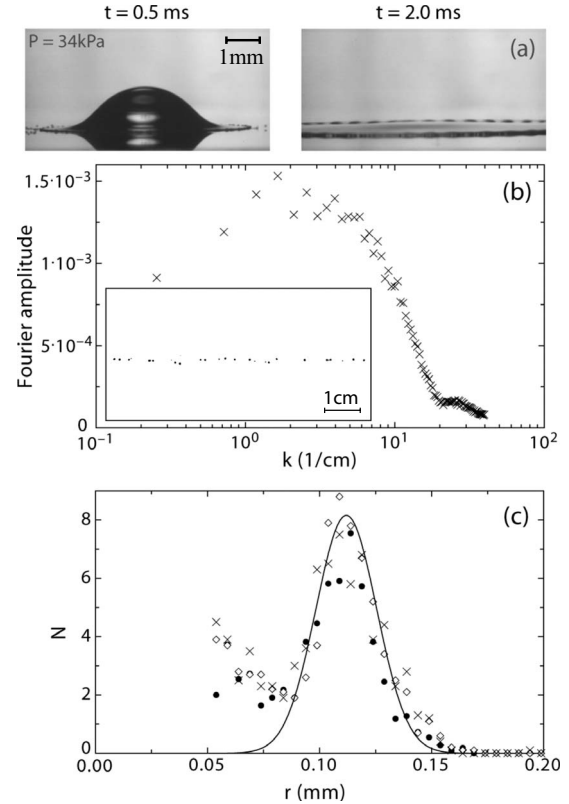 t = 0.5 ms
t = 2.0 ms
P = 34kPa
1mm
(a)
(b)
1.5·10⁻³
1·10⁻³
5·10⁻⁴
0
Fourier amplitude
1cm
10⁻¹ 10⁰ 10¹ 10²
k (1/cm)
(c)
8
6
4
2
0
N
0.00 0.05 0.10 0.15 0.20
r (mm)